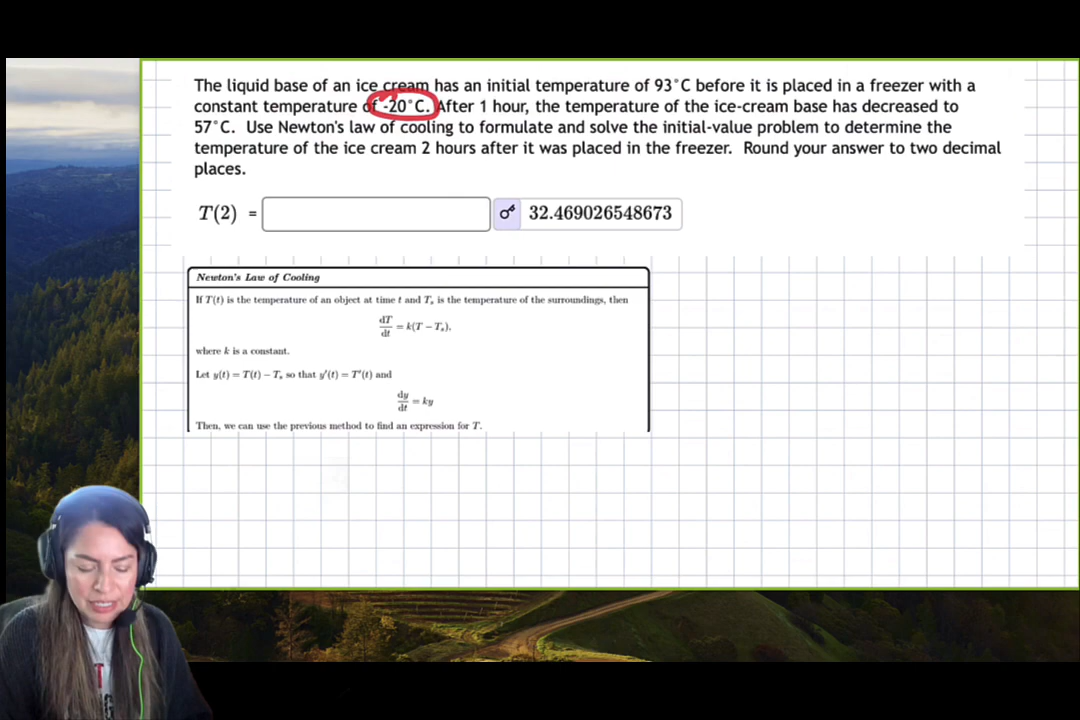 The liquid base of an ice cream has an initial temperature of 93°C before it is placed in a freezer with a
constant temperature of -20°C. After 1 hour, the temperature of the ice-cream base has decreased to
57°C. Use Newton's law of cooling to formulate and solve the initial-value problem to determine the
temperature of the ice cream 2 hours after it was placed in the freezer. Round your answer to two decimal
places.
T(2) = 32.469026548673
Newton's Law of Cooling
If T(t) is the temperature of an object at time t and Tₛ is the temperature of the surroundings, then
dT/dt = k(T − Tₛ),
where k is a constant.
Let y(t) = T(t) − Tₛ so that y′(t) = T′(t) and
dy/dt = ky
Then, we can use the previous method to find an expression for T.